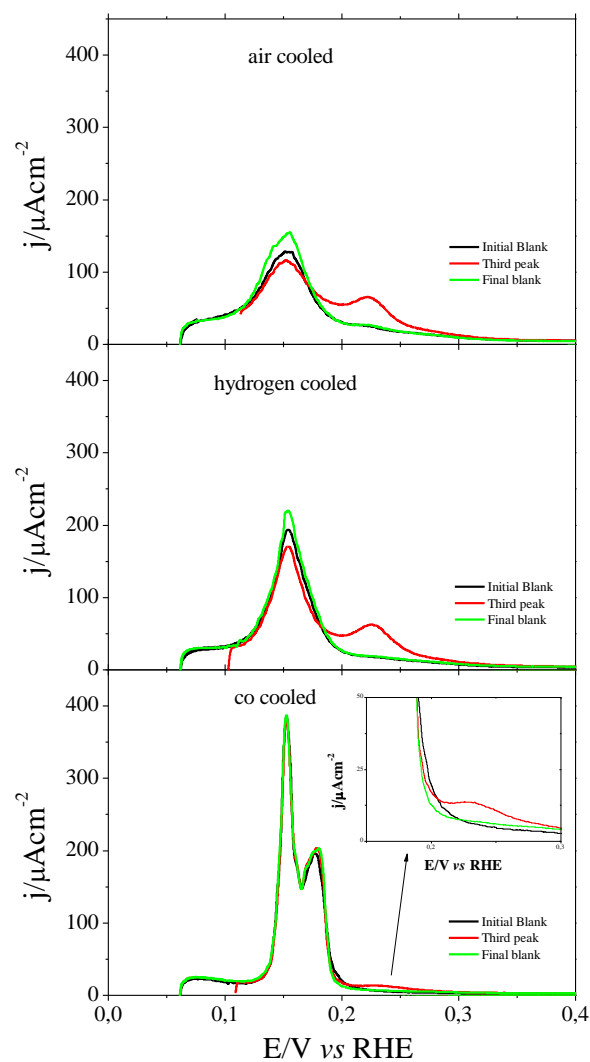 air cooled
400
300
200
100
0
j/μAcm⁻²
Initial Blank
Third peak
Final blank
hydrogen cooled
400
300
200
100
0
j/μAcm⁻²
Initial Blank
Third peak
Final blank
co cooled
400
300
200
100
0
j/μAcm⁻²
50
25
0
j/μAcm⁻²
0,2
0,3
E/V vs RHE
Initial Blank
Third peak
Final blank
0,0
0,1
0,2
0,3
0,4
E/V vs RHE